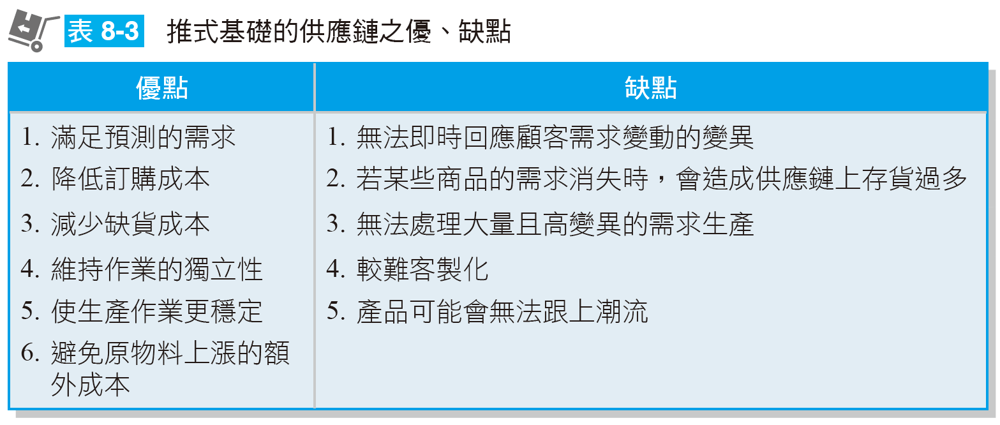 表 8-3 推式基礎的供應鏈之優、缺點
優點
缺點
1. 滿足預測的需求
2. 降低訂購成本
3. 減少缺貨成本
4. 維持作業的獨立性
5. 使生產作業更穩定
6. 避免原物料上漲的額
外成本
1. 無法即時回應顧客需求變動的變異
2. 若某些商品的需求消失時，會造成供應鏈上存貨過多
3. 無法處理大量且高變異的需求生產
4. 較難客製化
5. 產品可能會無法跟上潮流